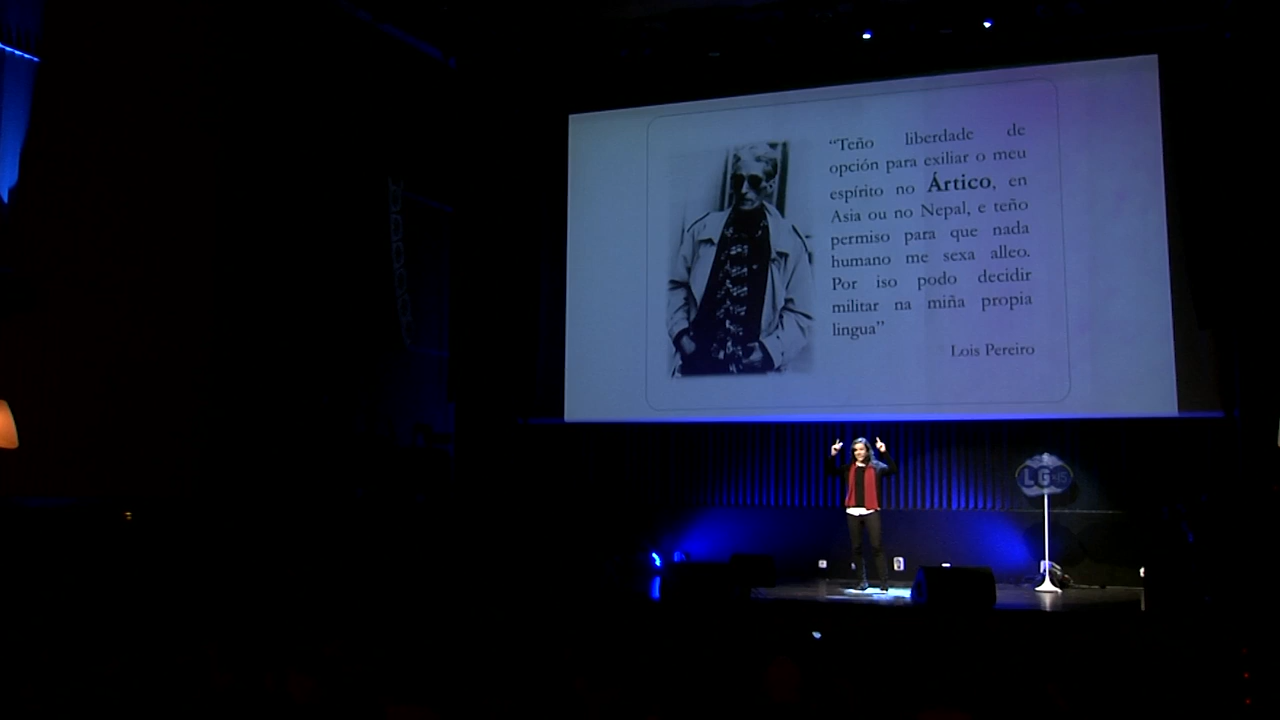 “Teño liberdade de
opción para exiliar o meu
espírito no Ártico, en
Asia ou no Nepal, e teño
permiso para que nada
humano me sexa alleo.
Por iso podo decidir
militar na miña propia
lingua”
Lois Pereiro
LG